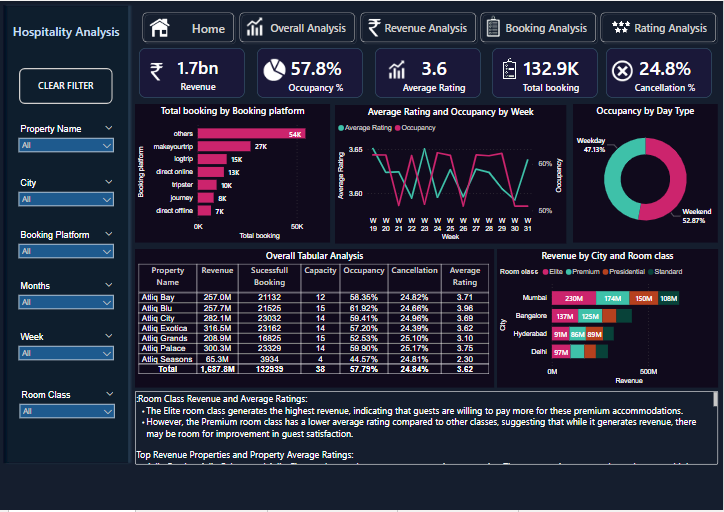 Hospitality Analysis
Home
Overall Analysis
Revenue Analysis
Booking Analysis
Rating Analysis
CLEAR FILTER
1.7bn
Revenue
57.8%
Occupancy %
3.6
Average Rating
132.9K
Total booking
24.8%
Cancellation %
Property Name
All
City
All
Booking Platform
All
Months
All
Week
All
Room Class
All
Total booking by Booking platform
Booking platform
others 54K
makeyourtrip 27K
logtrip 15K
direct online 13K
tripster 10K
journey 8K
direct offline 7K
0K 50K
Total booking
Average Rating and Occupancy by Week
Average Rating Occupancy
Average Rating
3.65
3.60
60%
50%
Occupancy
W W W W W W W W W W W W W
19 20 21 22 23 24 25 26 27 28 29 30 31
Week
Occupancy by Day Type
Weekday
47.13%
Weekend
52.87%
Overall Tabular Analysis
Property Name Revenue Sucessfull Booking Capacity Occupancy Cancellation Average Rating
Atliq Bay 257.0M 21132 12 58.35% 24.82% 3.71
Atliq Blu 257.7M 21525 15 61.92% 24.66% 3.96
Atliq City 282.1M 23032 14 59.41% 24.96% 3.69
Atliq Exotica 316.5M 23162 14 57.20% 24.39% 3.62
Atliq Grands 208.9M 16825 15 52.53% 25.10% 3.10
Atliq Palace 300.3M 23329 14 59.90% 25.17% 3.75
Atliq Seasons 65.3M 3934 4 44.57% 24.81% 2.30
Total 1,687.8M 132939 38 57.79% 24.84% 3.62
Revenue by City and Room class
Room class Elite Premium Presidential Standard
City
Mumbai 230M 174M 150M 108M
Bangalore 137M 125M
Hyderabad 91M 86M 89M
Delhi 97M
0M 500M
Revenue
:Room Class Revenue and Average Ratings:
• The Elite room class generates the highest revenue, indicating that guests are willing to pay more for these premium accommodations.
• However, the Premium room class has a lower average rating compared to other classes, suggesting that while it generates revenue, there
may be room for improvement in guest satisfaction.
Top Revenue Properties and Property Average Ratings: